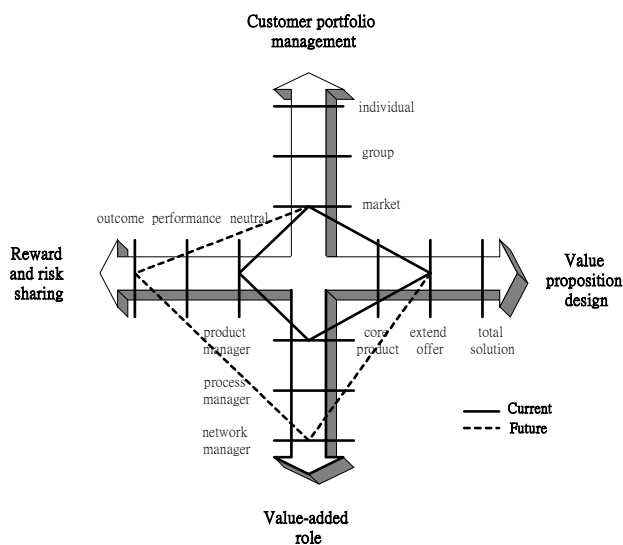 Customer portfolio
management
individual
group
market
outcome performance neutral
Reward
and risk
sharing
Value
proposition
design
product
manager
core
product
extend
offer
total
solution
process
manager
network
manager
Current
Future
Value-added
role